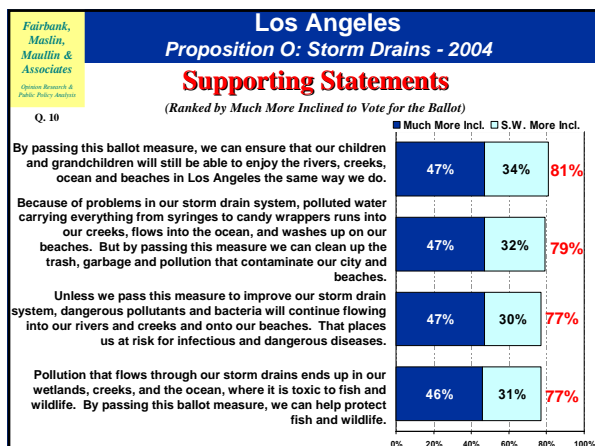 Fairbank,
Maslin,
Maullin &
Associates
Opinion Research &
Public Policy Analysis
Los Angeles
Proposition O: Storm Drains - 2004
Supporting Statements
(Ranked by Much More Inclined to Vote for the Ballot)
Q. 10
Much More Incl. S.W. More Incl.
By passing this ballot measure, we can ensure that our children
and grandchildren will still be able to enjoy the rivers, creeks,
ocean and beaches in Los Angeles the same way we do.
47% 34% 81%
Because of problems in our storm drain system, polluted water
carrying everything from syringes to candy wrappers runs into
our creeks, flows into the ocean, and washes up on our
beaches. But by passing this measure we can clean up the
trash, garbage and pollution that contaminate our city and
beaches.
47% 32% 79%
Unless we pass this measure to improve our storm drain
system, dangerous pollutants and bacteria will continue flowing
into our rivers and creeks and onto our beaches. That places
us at risk for infectious and dangerous diseases.
47% 30% 77%
Pollution that flows through our storm drains ends up in our
wetlands, creeks, and the ocean, where it is toxic to fish and
wildlife. By passing this ballot measure, we can help protect
fish and wildlife.
46% 31% 77%
0% 20% 40% 60% 80% 100%